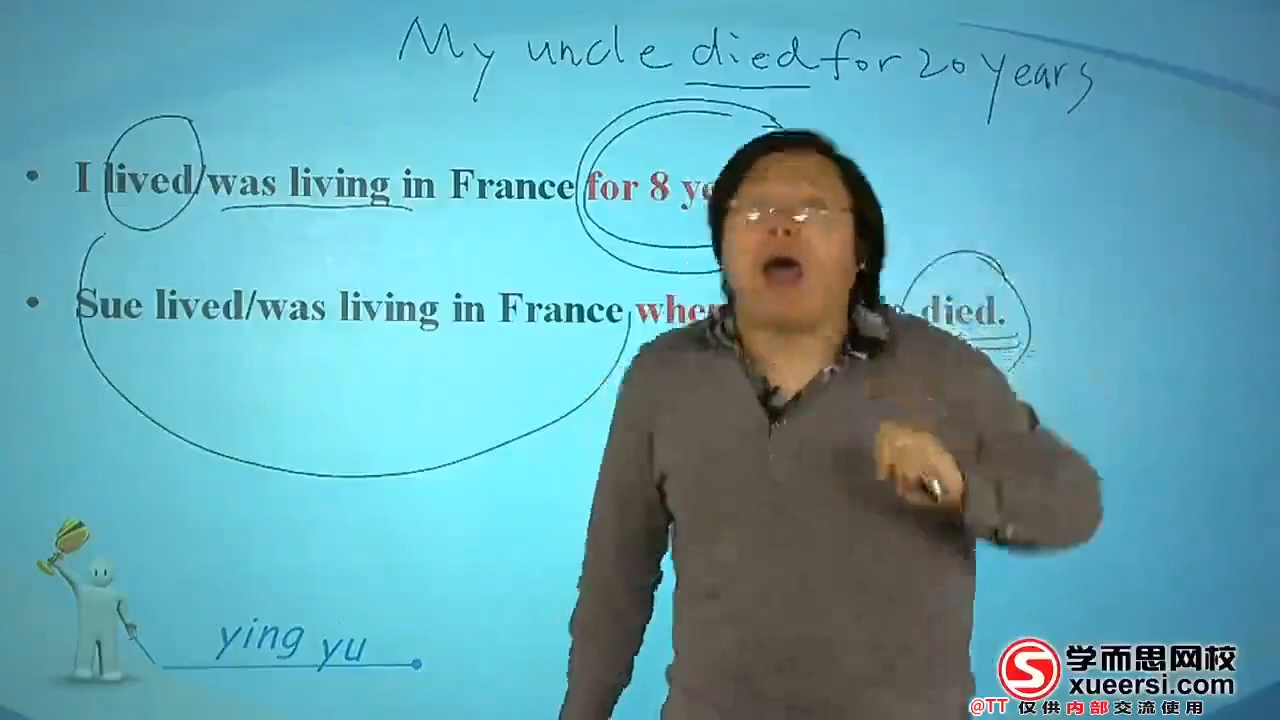 My uncle died for 20 years
• I lived/was living in France for 8
• Sue lived/was living in France died.
ying yu
学而思网校
xueersi.com
@TT 仅供内部交流使用